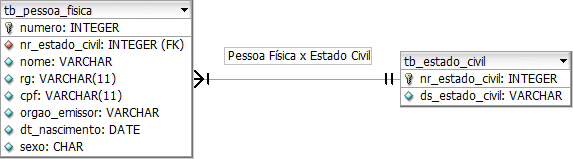 tb_pessoa_fisica
numero: INTEGER
nr_estado_civil: INTEGER (FK)
nome: VARCHAR
rg: VARCHAR(11)
cpf: VARCHAR(11)
orgao_emissor: VARCHAR
dt_nascimento: DATE
sexo: CHAR
Pessoa Física x Estado Civil
tb_estado_civil
nr_estado_civil: INTEGER
ds_estado_civil: VARCHAR